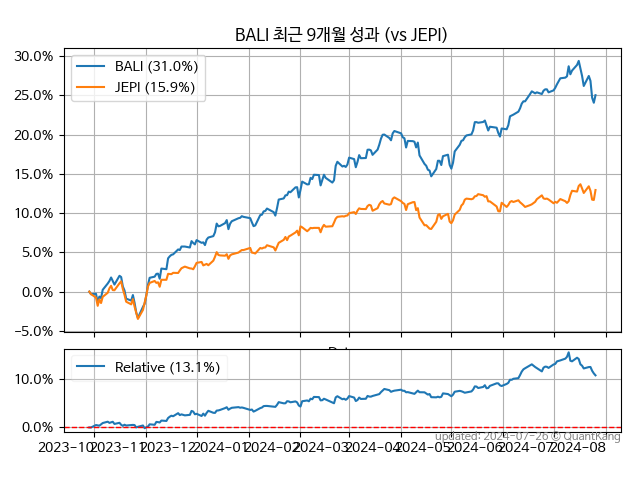 BALI 최근 9개월 성과 (vs JEPI)
30.0%
25.0%
20.0%
15.0%
10.0%
5.0%
0.0%
−5.0%
BALI (31.0%)
JEPI (15.9%)
10.0%
0.0%
Relative (13.1%)
updated: 2024-07-26 © QuantKang
2023-10 2023-11 2023-12 2024-01 2024-02 2024-03 2024-04 2024-05 2024-06 2024-07 2024-08